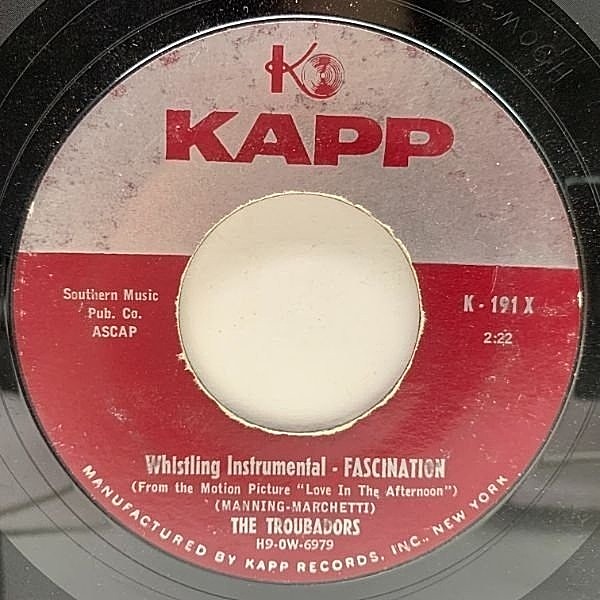 K
KAPP
Southern Music
Pub. Co.
ASCAP
K - 191 X
2:22
Whistling Instrumental - FASCINATION
(From the Motion Picture "Love In The Afternoon")
(MANNING-MARCHETTI)
THE TROUBADORS
H9-OW-6979
MANUFACTURED BY KAPP RECORDS, INC., NEW YORK